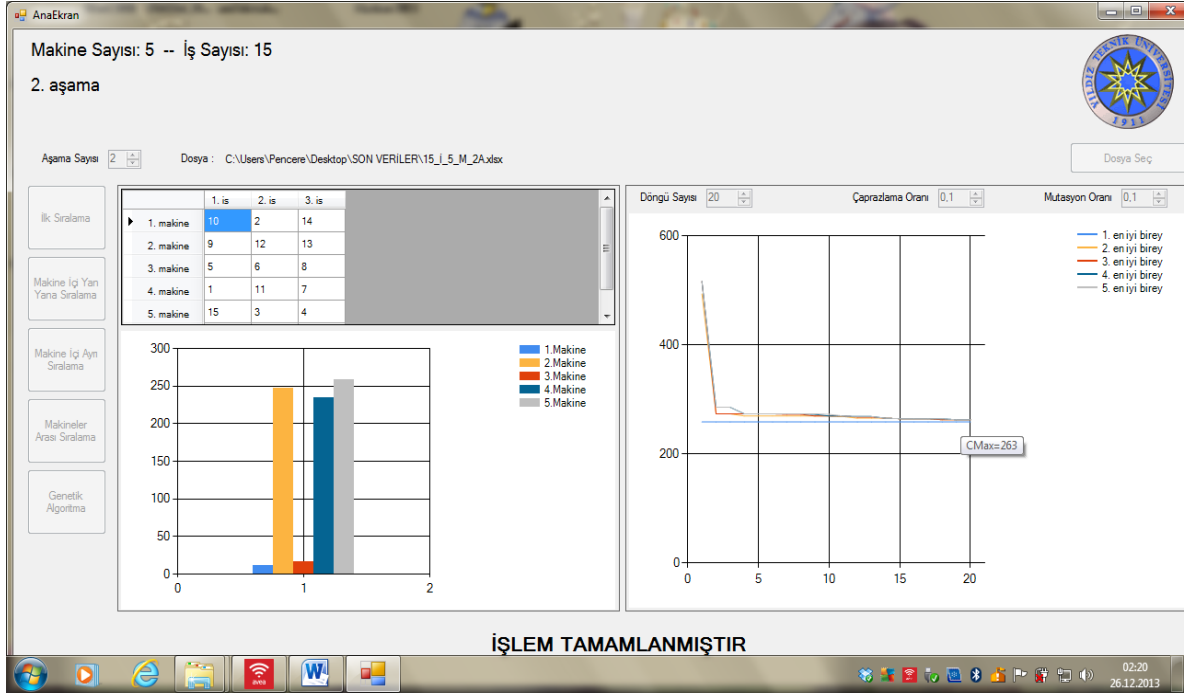 AnaEkran
Makine Sayısı: 5 -- İş Sayısı: 15
2. aşama
YILDIZ TEKNİK ÜNİVERSİTESİ
1911
Aşama Sayısı 2 Dosya : C:\Users\Pencere\Desktop\SON VERİLER\15_İ_5_M_2A.xlsx
Dosya Seç
İlk Sıralama
Makine İçi Yan
Yana Sıralama
Makine İçi Ayrı
Sıralama
Makineler
Arası Sıralama
Genetik
Algoritma
1. is 2. is 3. is
1. makine 10 2 14
2. makine 9 12 13
3. makine 5 6 8
4. makine 1 11 7
5. makine 15 3 4
300
250
200
150
100
50
0
0 1 2
1.Makine
2.Makine
3.Makine
4.Makine
5.Makine
Döngü Sayısı 20 Çaprazlama Oranı 0,1 Mutasyon Oranı 0,1
600
400
200
0
0 5 10 15 20
1. en iyi birey
2. en iyi birey
3. en iyi birey
4. en iyi birey
5. en iyi birey
CMax=263
İŞLEM TAMAMLANMIŞTIR
avea
W
02:20
26.12.2013